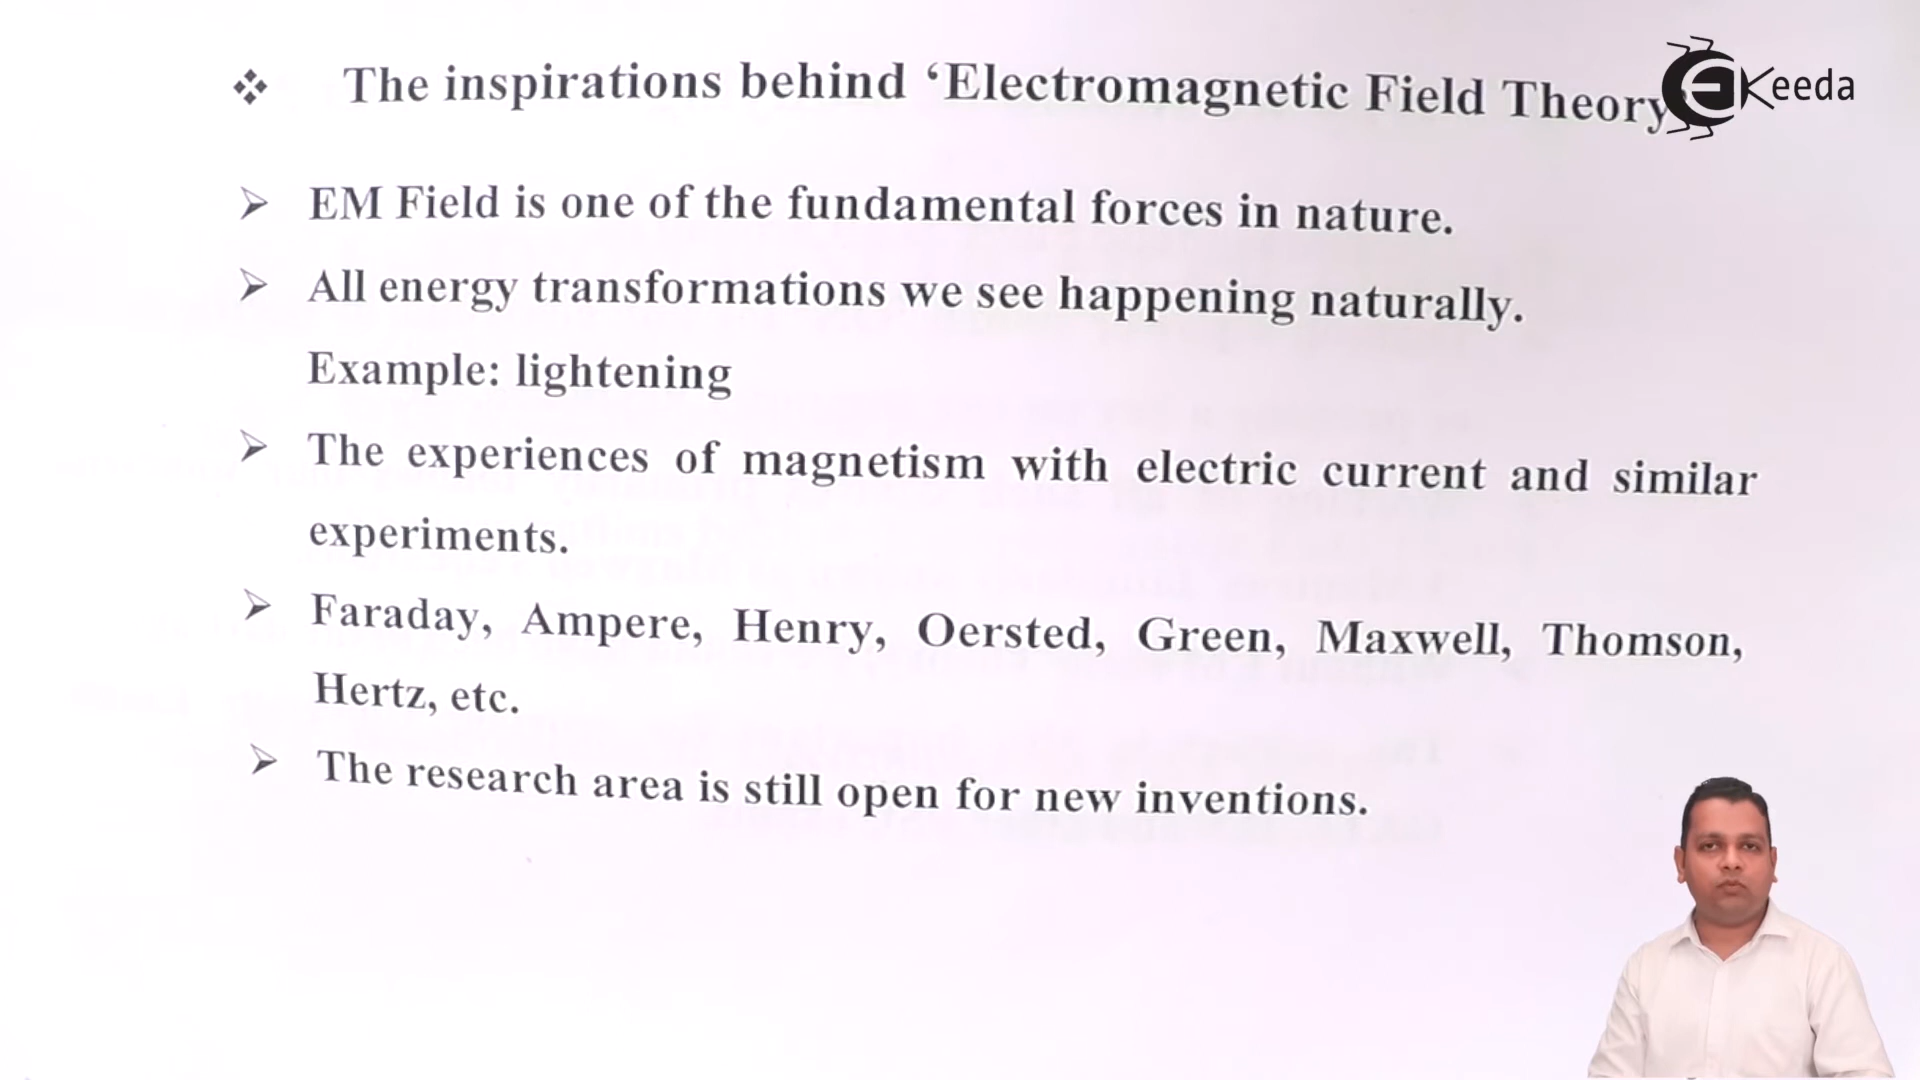 ❖ The inspirations behind ‘Electromagnetic Field Theory’
EKeeda
➢ EM Field is one of the fundamental forces in nature.
➢ All energy transformations we see happening naturally.
Example: lightening
➢ The experiences of magnetism with electric current and similar
experiments.
➢ Faraday, Ampere, Henry, Oersted, Green, Maxwell, Thomson,
Hertz, etc.
➢ The research area is still open for new inventions.